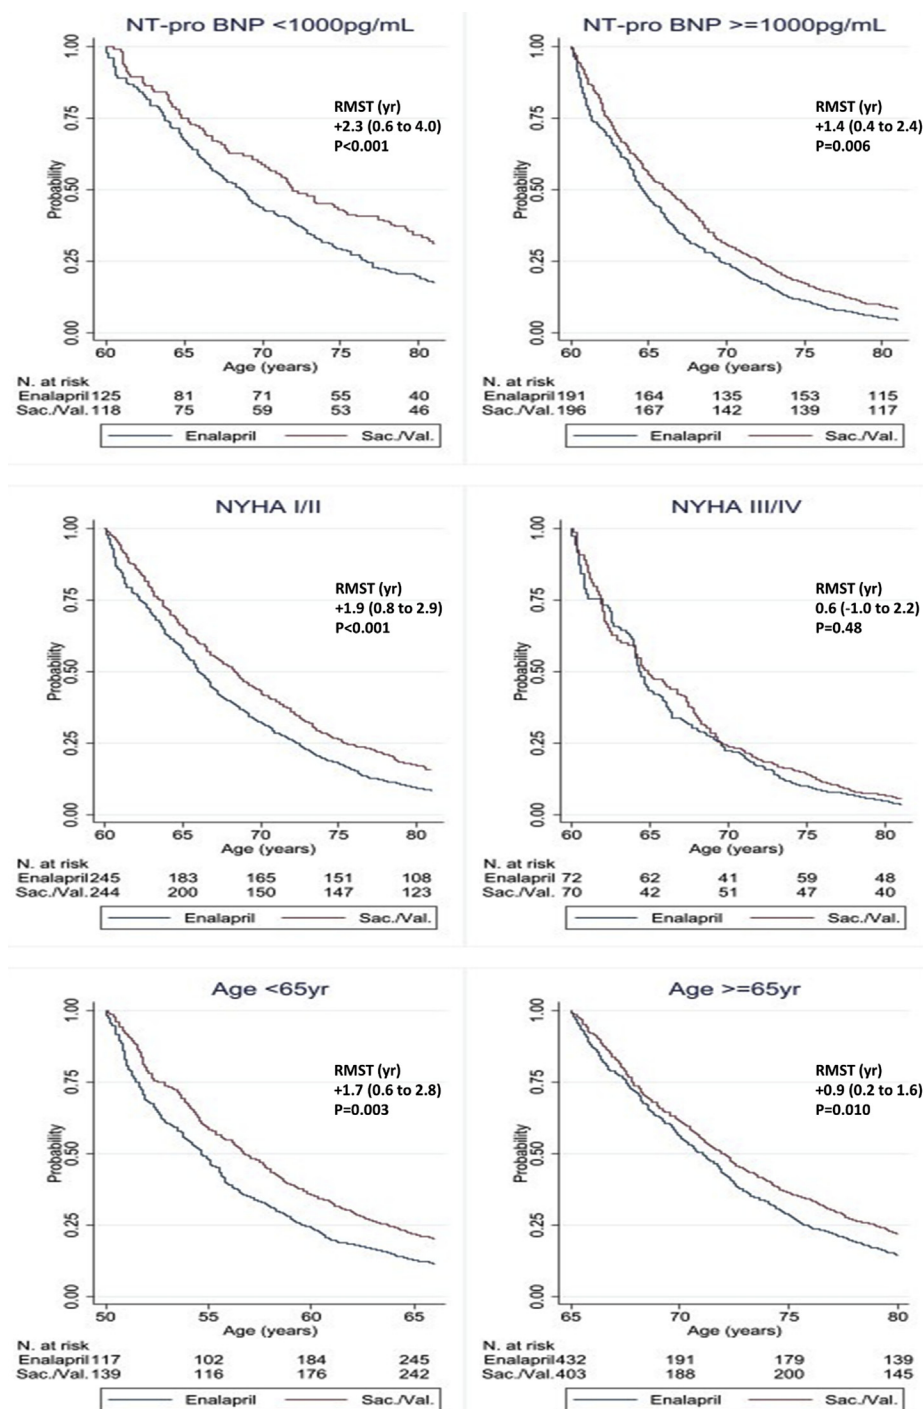 NT-pro BNP <1000pg/mL
Probability
0.00 0.25 0.50 0.75 1.00
RMST (yr)
+2.3 (0.6 to 4.0)
P<0.001
60 65 70 75 80
Age (years)
N. at risk
Enalapril 125 81 71 55 40
Sac./Val. 118 75 59 53 46
Enalapril Sac./Val.
NT-pro BNP >=1000pg/mL
Probability
0.00 0.25 0.50 0.75 1.00
RMST (yr)
+1.4 (0.4 to 2.4)
P=0.006
60 65 70 75 80
Age (years)
N. at risk
Enalapril 191 164 135 153 115
Sac./Val. 196 167 142 139 117
Enalapril Sac./Val.
NYHA I/II
Probability
0.00 0.25 0.50 0.75 1.00
RMST (yr)
+1.9 (0.8 to 2.9)
P<0.001
60 65 70 75 80
Age (years)
N. at risk
Enalapril 245 183 165 151 108
Sac./Val. 244 200 150 147 123
Enalapril Sac./Val.
NYHA III/IV
Probability
0.00 0.25 0.50 0.75 1.00
RMST (yr)
0.6 (-1.0 to 2.2)
P=0.48
60 65 70 75 80
Age (years)
N. at risk
Enalapril 72 62 41 59 48
Sac./Val. 70 42 51 47 40
Enalapril Sac./Val.
Age <65yr
Probability
0.00 0.25 0.50 0.75 1.00
RMST (yr)
+1.7 (0.6 to 2.8)
P=0.003
50 55 60 65
Age (years)
N. at risk
Enalapril 117 102 184 245
Sac./Val. 139 116 176 242
Enalapril Sac./Val.
Age >=65yr
Probability
0.00 0.25 0.50 0.75 1.00
RMST (yr)
+0.9 (0.2 to 1.6)
P=0.010
65 70 75 80
Age (years)
N. at risk
Enalapril 432 191 179 139
Sac./Val. 403 188 200 145
Enalapril Sac./Val.